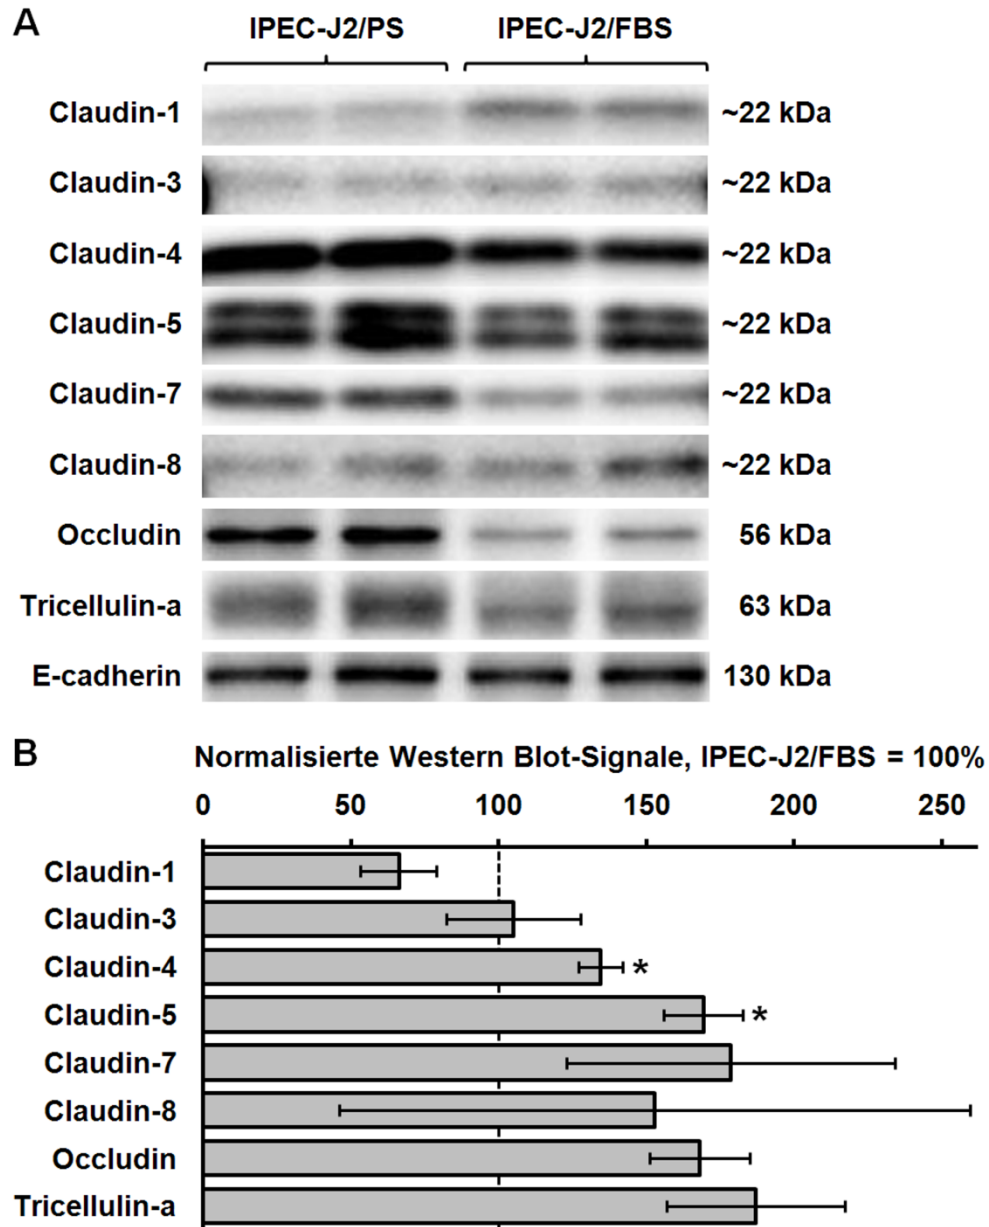 A
IPEC-J2/PS IPEC-J2/FBS
Claudin-1 ~22 kDa
Claudin-3 ~22 kDa
Claudin-4 ~22 kDa
Claudin-5 ~22 kDa
Claudin-7 ~22 kDa
Claudin-8 ~22 kDa
Occludin 56 kDa
Tricellulin-a 63 kDa
E-cadherin 130 kDa
B
Normalisierte Western Blot-Signale, IPEC-J2/FBS = 100%
0 50 100 150 200 250
Claudin-1
Claudin-3
Claudin-4 *
Claudin-5 *
Claudin-7
Claudin-8
Occludin
Tricellulin-a